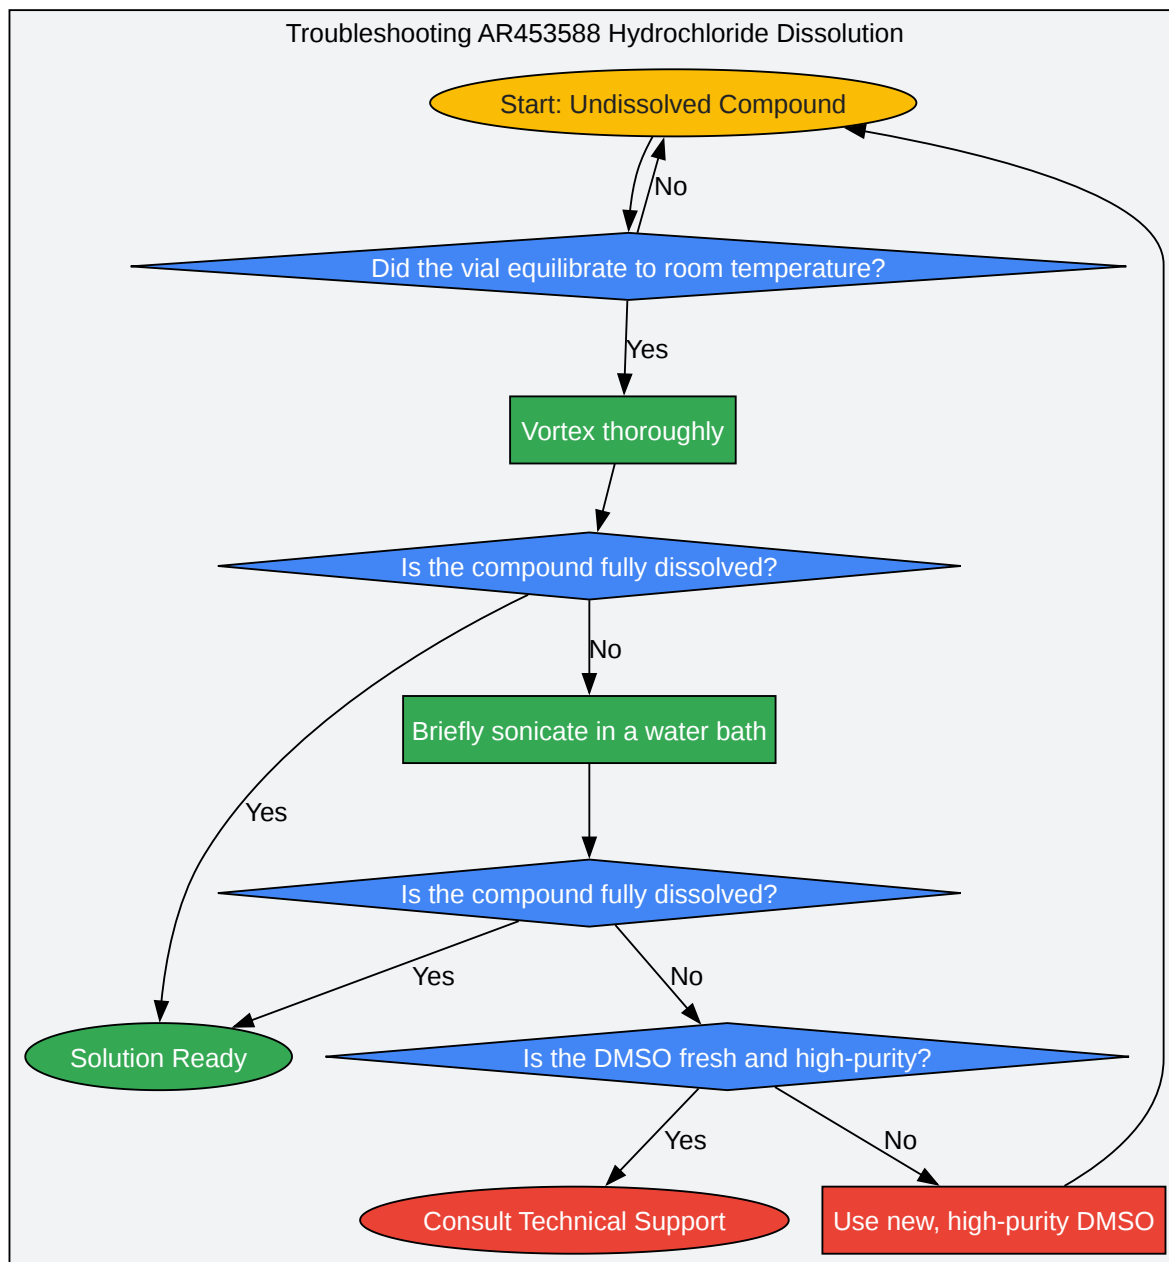 Troubleshooting AR453588 Hydrochloride Dissolution
Start: Undissolved Compound
No
Did the vial equilibrate to room temperature?
Yes
Vortex thoroughly
Is the compound fully dissolved?
No
Briefly sonicate in a water bath
Yes
Is the compound fully dissolved?
Yes
No
Solution Ready
Is the DMSO fresh and high-purity?
Yes
No
Consult Technical Support
Use new, high-purity DMSO